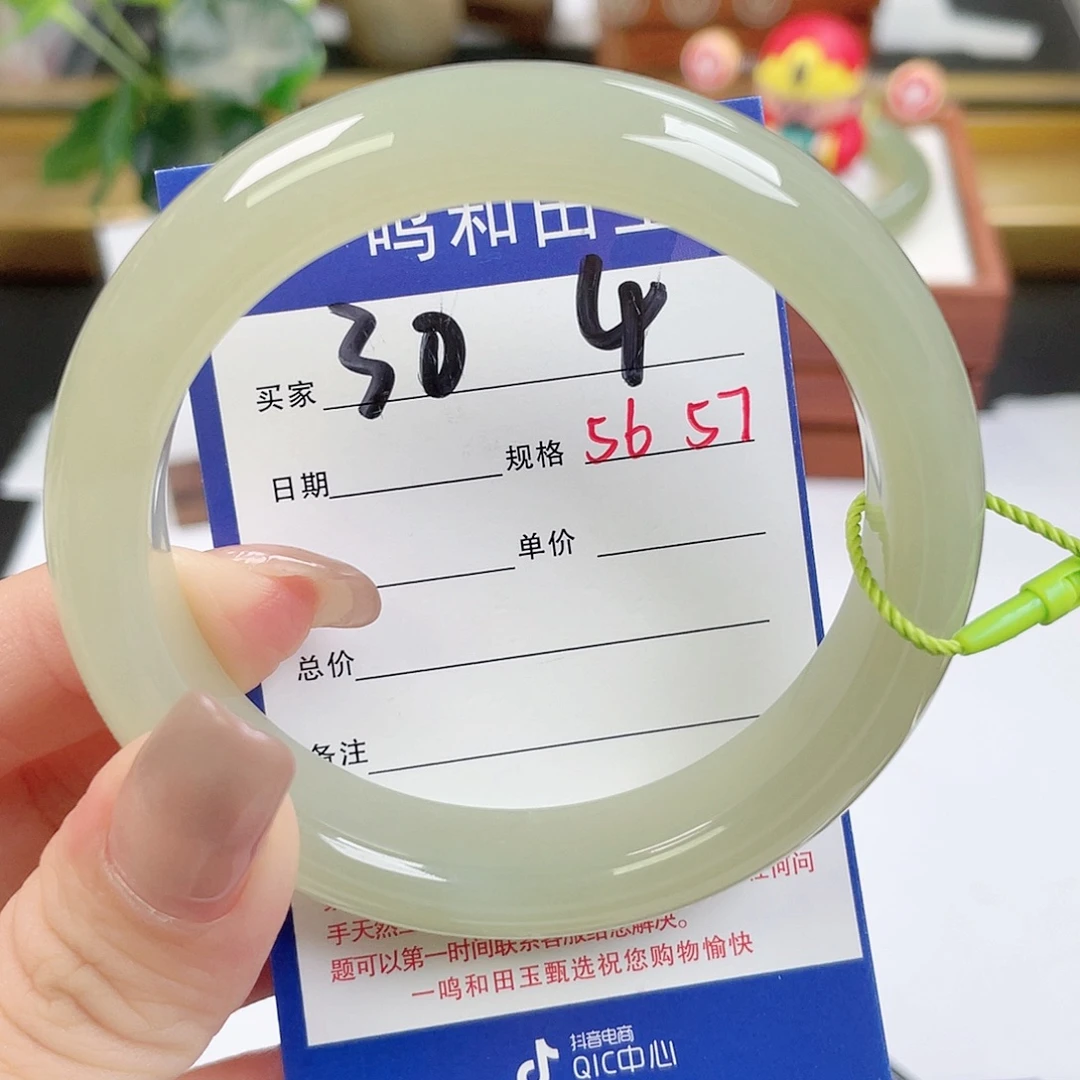 鸣和田玉
买家 30 4
日期 规格 56 57
单价
总价
备注
任何问
手天然
题可以第一时间联系客服给您解决。
一鸣和田玉甄选祝您购物愉快
抖音电商
QIC中心